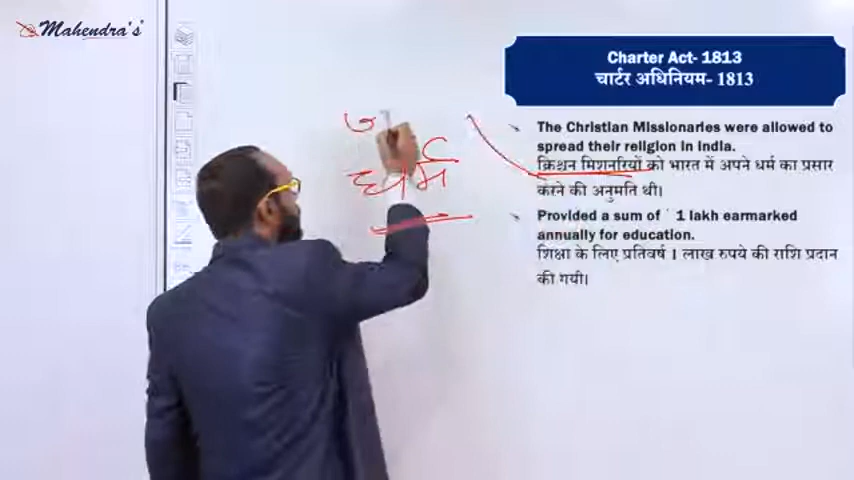 Mahendra's
Charter Act- 1813
चार्टर अधिनियम- 1813
The Christian Missionaries were allowed to
spread their religion in India.
क्रिश्चन मिशनरियों को भारत में अपने धर्म का प्रसार
करने की अनुमति थी।
Provided a sum of ` 1 lakh earmarked
annually for education.
शिक्षा के लिए प्रतिवर्ष 1 लाख रुपये की राशि प्रदान
की गयी।
धर्म